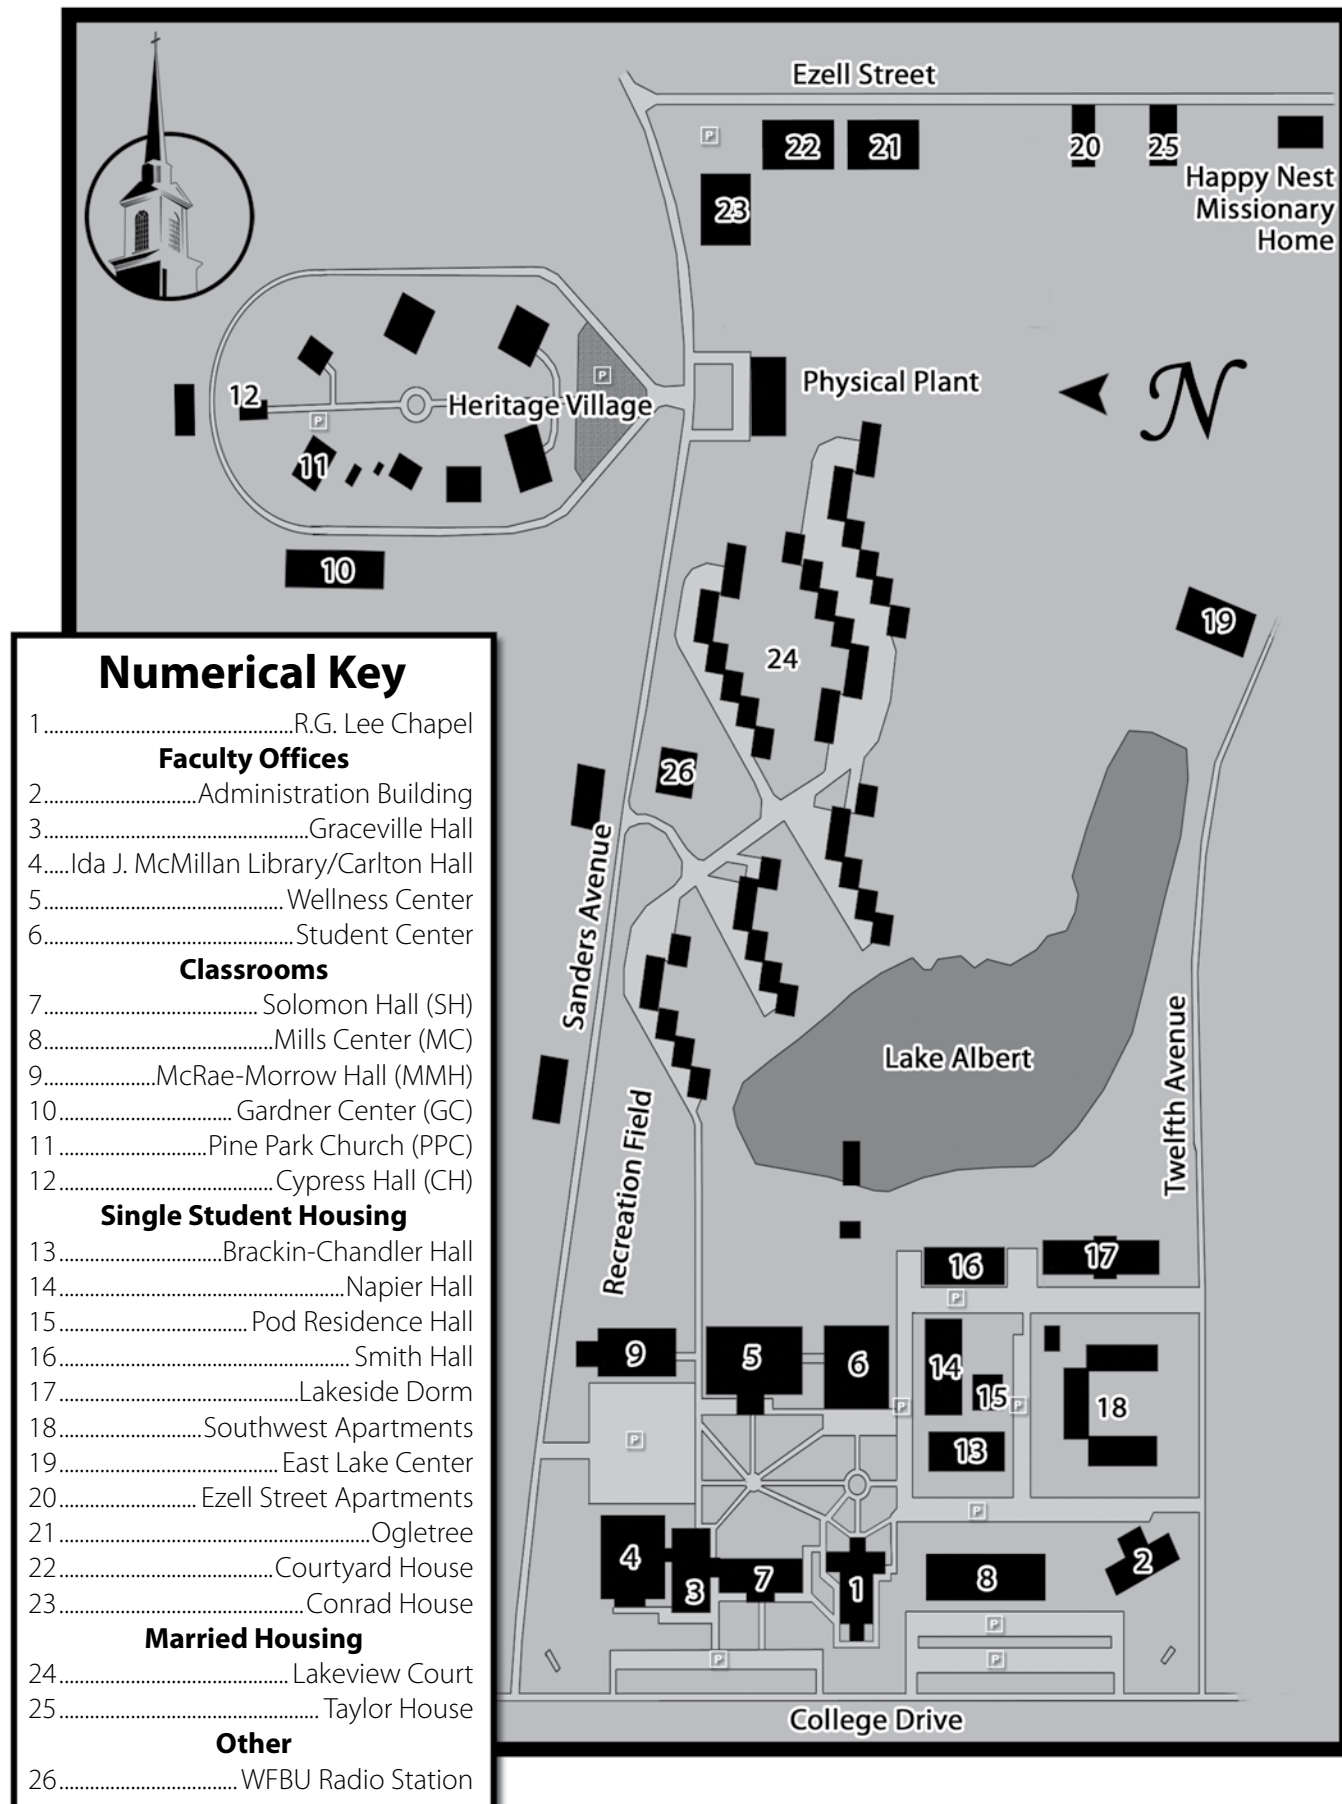 Ezell Street
P
22
21
20
25
23
Happy Nest
Missionary
Home
12
P
P
Heritage Village
11
10
Physical Plant
N
24
19
26
Sanders Avenue
Recreation Field
Lake Albert
Twelfth Avenue
16
17
P
9
5
6
14
15
P
P
18
P
13
P
4
3
7
1
8
2
P
P
P
College Drive
Numerical Key
1..........R.G. Lee Chapel
Faculty Offices
2..........Administration Building
3..........Graceville Hall
4.....Ida J. McMillan Library/Carlton Hall
5..........Wellness Center
6..........Student Center
Classrooms
7..........Solomon Hall (SH)
8..........Mills Center (MC)
9..........McRae-Morrow Hall (MMH)
10..........Gardner Center (GC)
11..........Pine Park Church (PPC)
12..........Cypress Hall (CH)
Single Student Housing
13..........Brackin-Chandler Hall
14..........Napier Hall
15..........Pod Residence Hall
16..........Smith Hall
17..........Lakeside Dorm
18..........Southwest Apartments
19..........East Lake Center
20..........Ezell Street Apartments
21..........Ogletree
22..........Courtyard House
23..........Conrad House
Married Housing
24..........Lakeview Court
25..........Taylor House
Other
26..........WFBU Radio Station